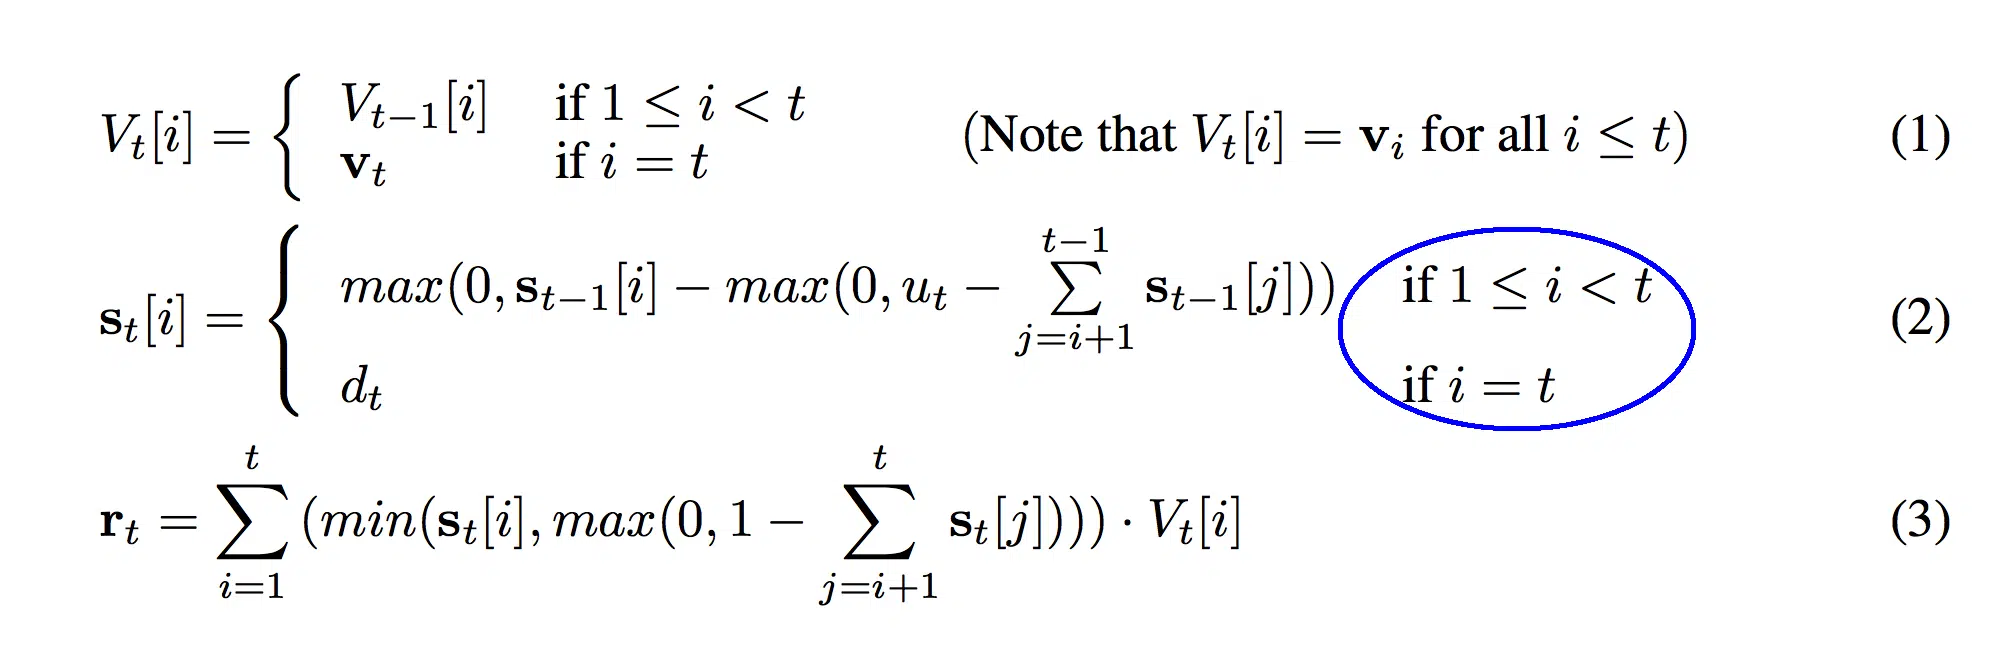 V_t[i] = { V_{t−1}[i] if 1 ≤ i < t (Note that V_t[i] = v_i for all i ≤ t) (1)
v_t if i = t
s_t[i] = { max(0, s_{t−1}[i] − max(0, u_t − ∑_{j=i+1}^{t−1} s_{t−1}[j])) if 1 ≤ i < t (2)
d_t if i = t
r_t = ∑_{i=1}^{t} (min(s_t[i], max(0, 1 − ∑_{j=i+1}^{t} s_t[j]))) · V_t[i] (3)